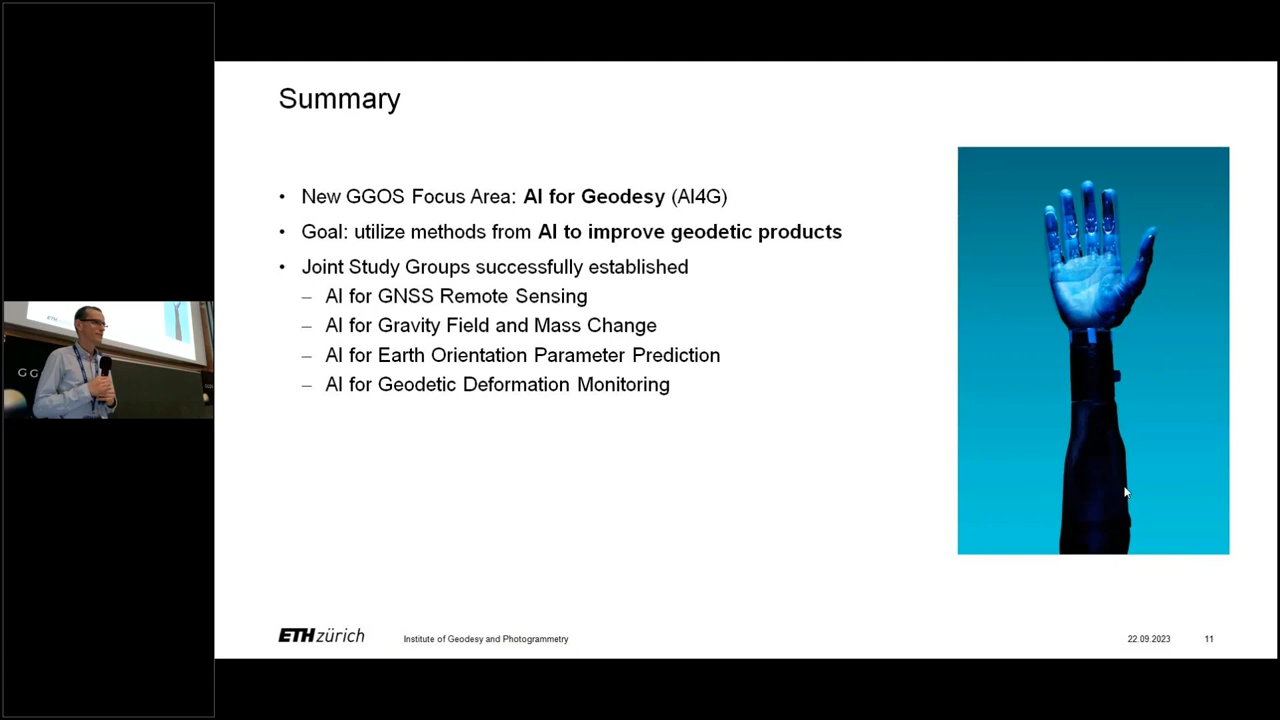 Summary
• New GGOS Focus Area: AI for Geodesy (AI4G)
• Goal: utilize methods from AI to improve geodetic products
• Joint Study Groups successfully established
– AI for GNSS Remote Sensing
– AI for Gravity Field and Mass Change
– AI for Earth Orientation Parameter Prediction
– AI for Geodetic Deformation Monitoring
ETH zürich
Institute of Geodesy and Photogrammetry
22.09.2023
11
ETH
GG